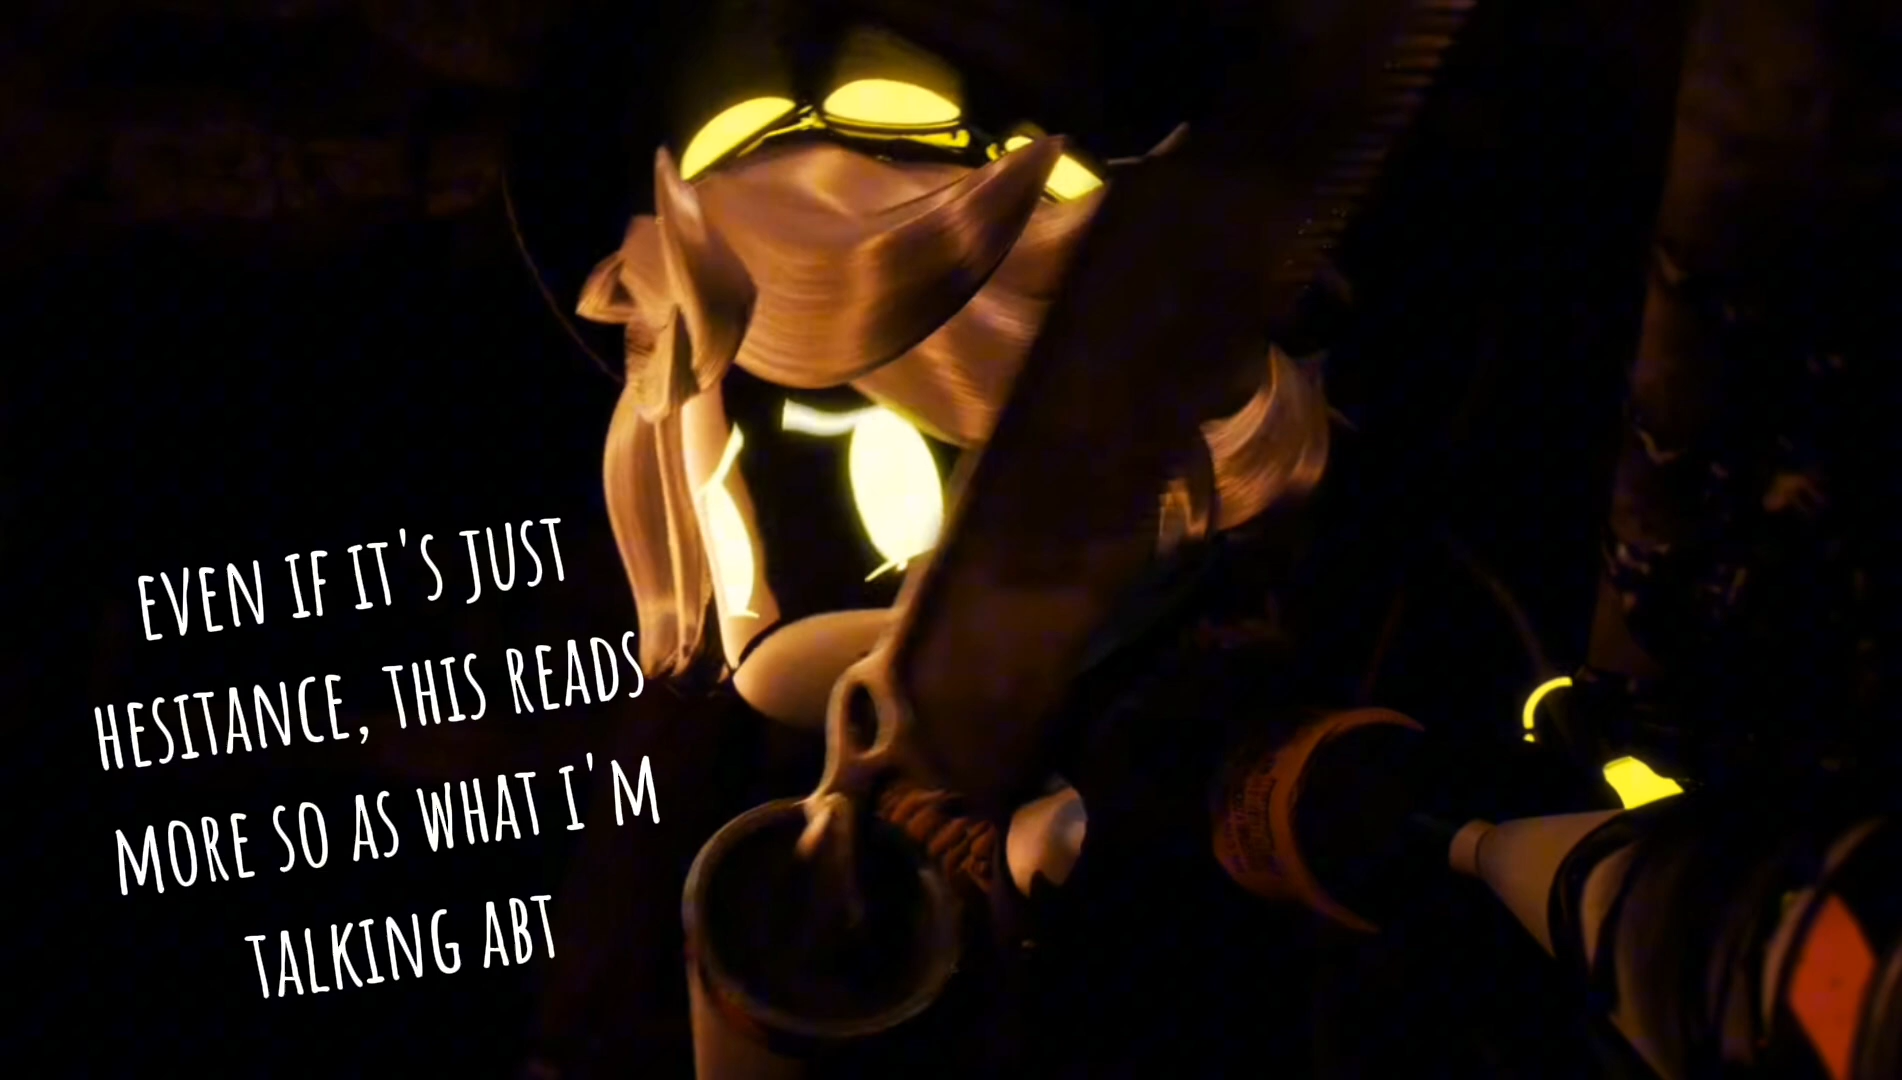 EVEN IF IT'S JUST
HESITANCE, THIS READS
MORE SO AS WHAT I'M
TALKING ABT